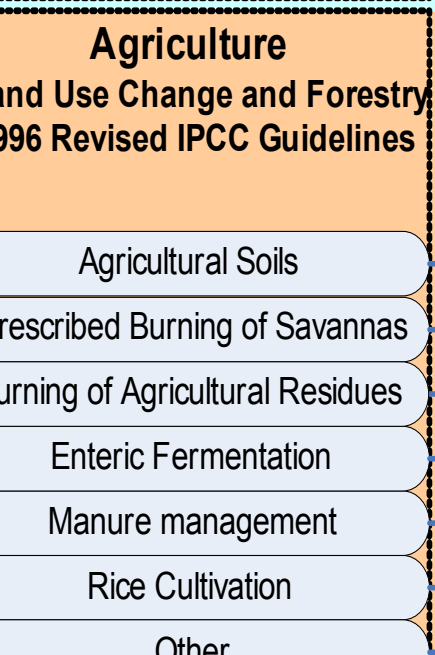 Agriculture
and Use Change and Forestry
996 Revised IPCC Guidelines
Agricultural Soils
rescribed Burning of Savannas
urning of Agricultural Residues
Enteric Fermentation
Manure management
Rice Cultivation
Other